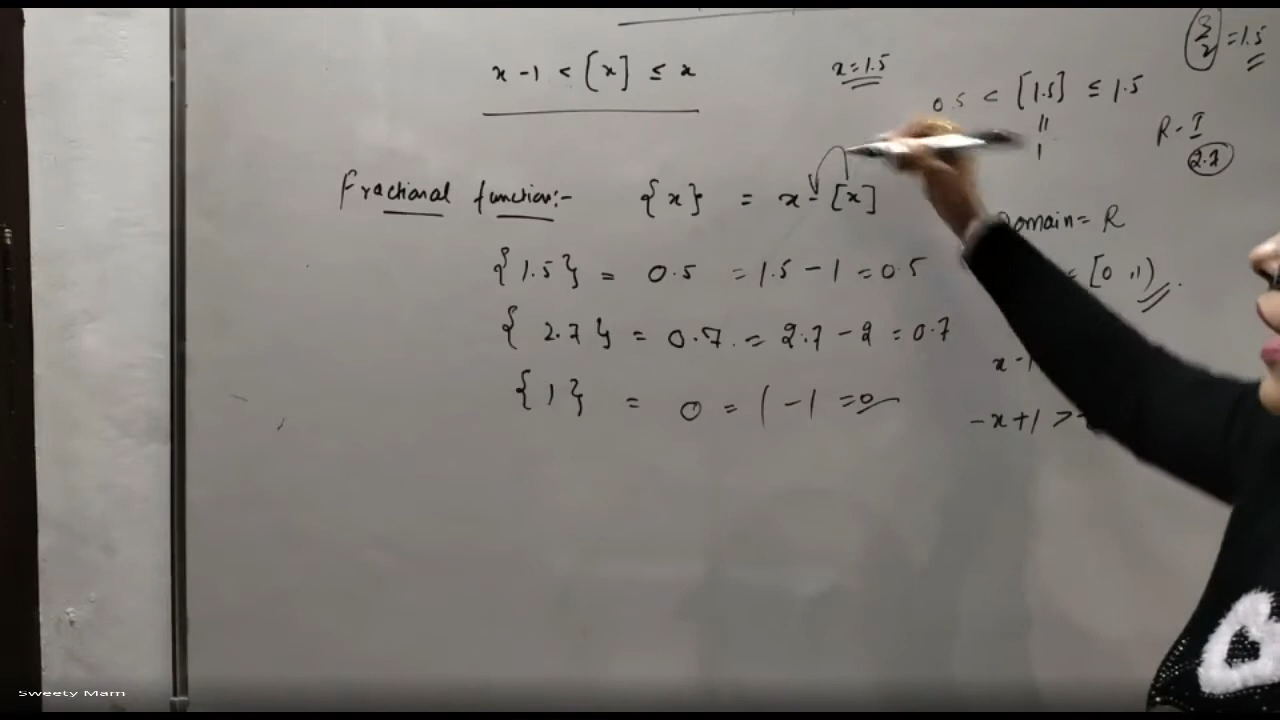 x - 1 < [x] ≤ x
x = 1.5
3/2 = 1.5
0.5 < [1.5] ≤ 1.5
॥
1
R - I
2.7
Fractional function:- {x} = x - [x]
Domain = R
{1.5} = 0.5 = 1.5 - 1 = 0.5
= [0,1)
{2.7} = 0.7 = 2.7 - 2 = 0.7
x - 1
{1} = 0 = 1 - 1 = 0
-x + 1 > -
Sweety Mam